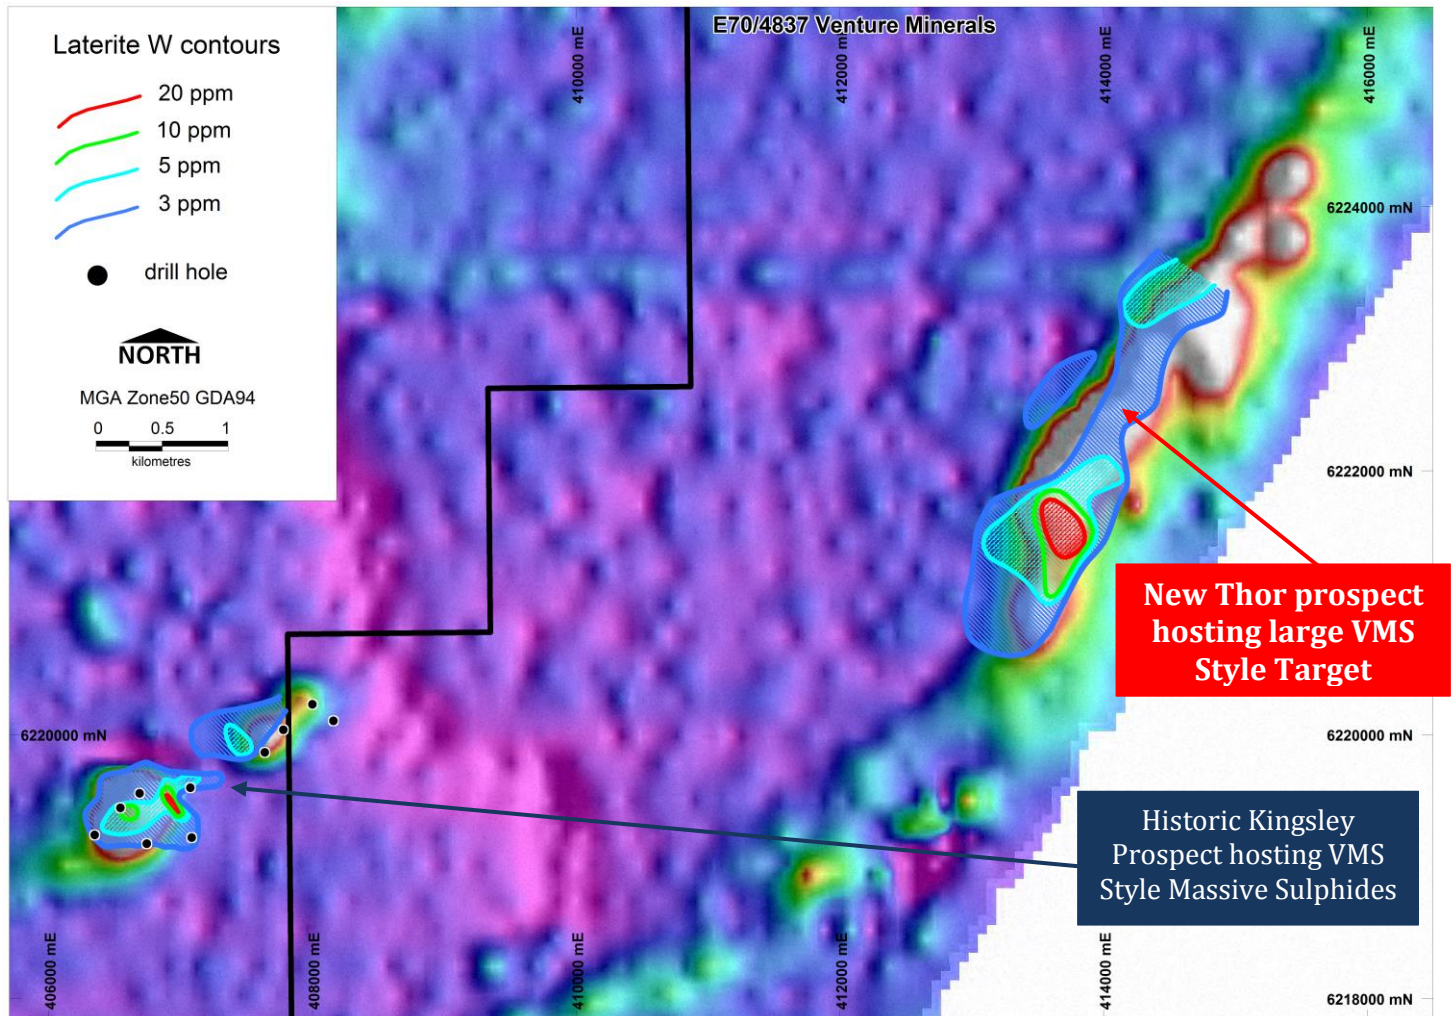 Laterite W contours
20 ppm
10 ppm
5 ppm
3 ppm
drill hole
NORTH
MGA Zone50 GDA94
0 0.5 1
kilometres
E70/4837 Venture Minerals
410000 mE
412000 mE
414000 mE
416000 mE
6224000 mN
6222000 mN
New Thor prospect
hosting large VMS
Style Target
6220000 mN
6220000 mN
Historic Kingsley
Prospect hosting VMS
Style Massive Sulphides
406000 mE
408000 mE
410000 mE
412000 mE
414000 mE
6218000 mN